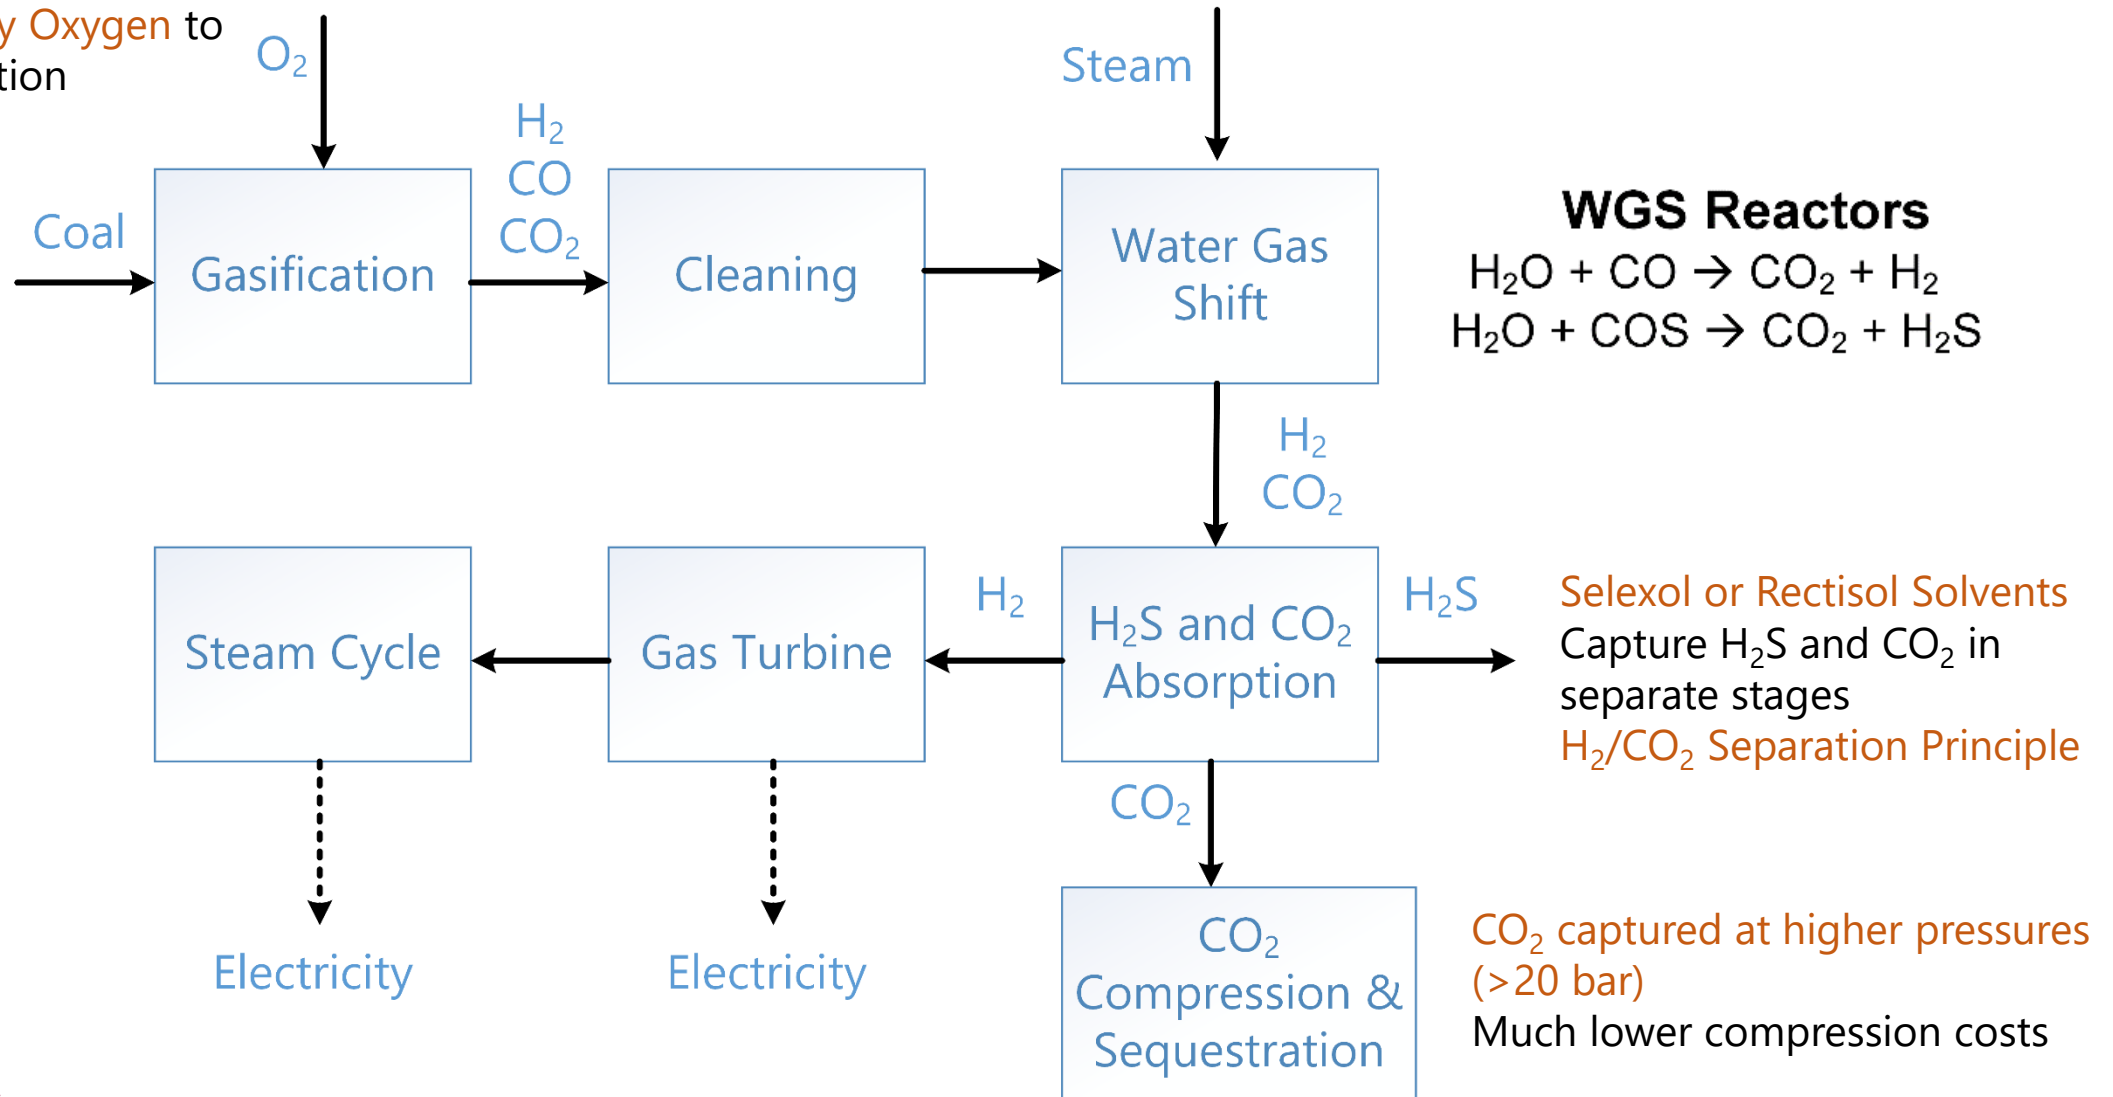 Oxygen to
O₂
Steam
H₂
CO
CO₂
Coal
Gasification
Cleaning
Water Gas
Shift
WGS Reactors
H₂O + CO → CO₂ + H₂
H₂O + COS → CO₂ + H₂S
H₂
CO₂
Steam Cycle
Gas Turbine
H₂
H₂S and CO₂
Absorption
H₂S
Selexol or Rectisol Solvents
Capture H₂S and CO₂ in
separate stages
H₂/CO₂ Separation Principle
CO₂
Electricity
Electricity
CO₂
Compression &
Sequestration
CO₂ captured at higher pressures
(>20 bar)
Much lower compression costs